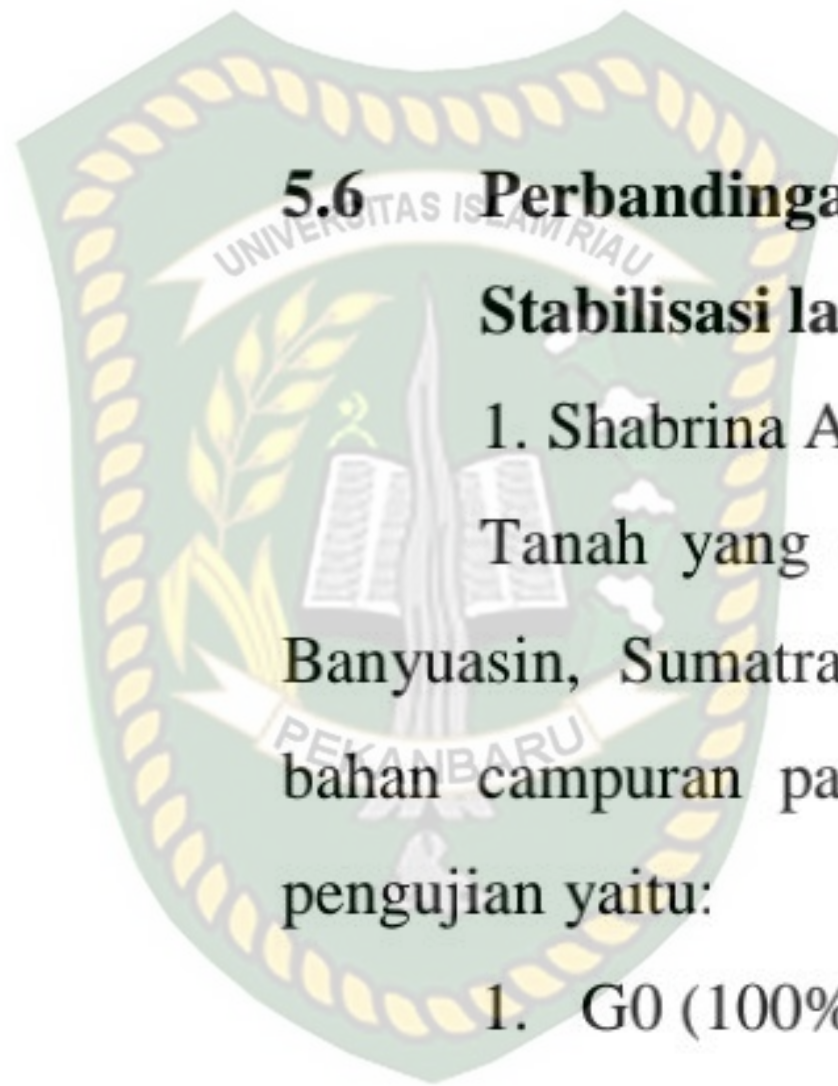 5.6 Perbandinga
UNIVERSITAS ISLAM RIAU
Stabilisasi la
1. Shabrina A
Tanah yang
Banyuasin, Sumatra
PEKANBARU
bahan campuran pa
pengujian yaitu:
1. G0 (100%